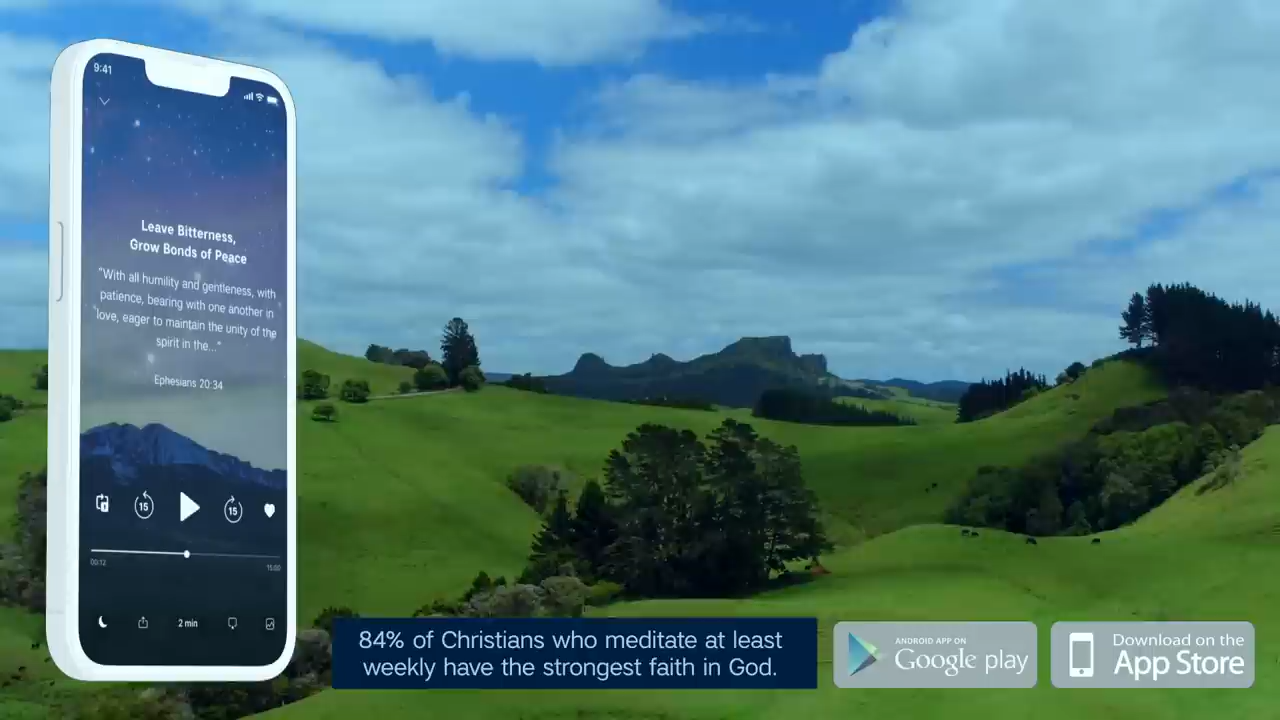 9:41
Leave Bitterness,
Grow Bonds of Peace
"With all humility and gentleness, with
patience, bearing with one another in
love, eager to maintain the unity of the
spirit in the..."
Ephesians 20:34
15
15
00:12
15:00
2 min
84% of Christians who meditate at least
weekly have the strongest faith in God.
ANDROID APP ON
Google play
Download on the
App Store